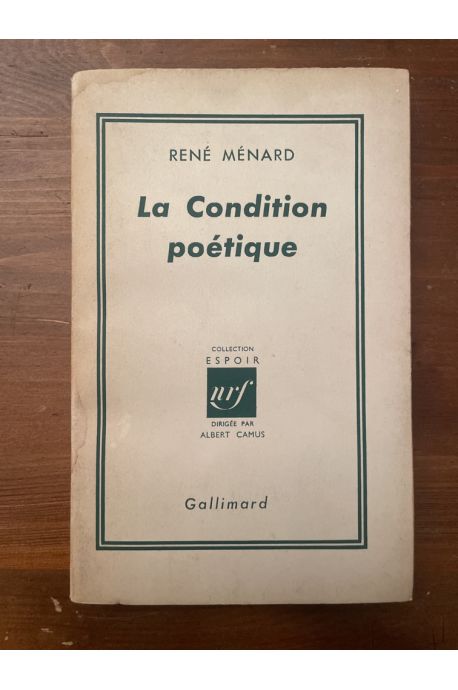 RENÉ MÉNARD
La Condition
poétique
COLLECTION
ESPOIR
nrf
DIRIGÉE PAR
ALBERT CAMUS
Gallimard